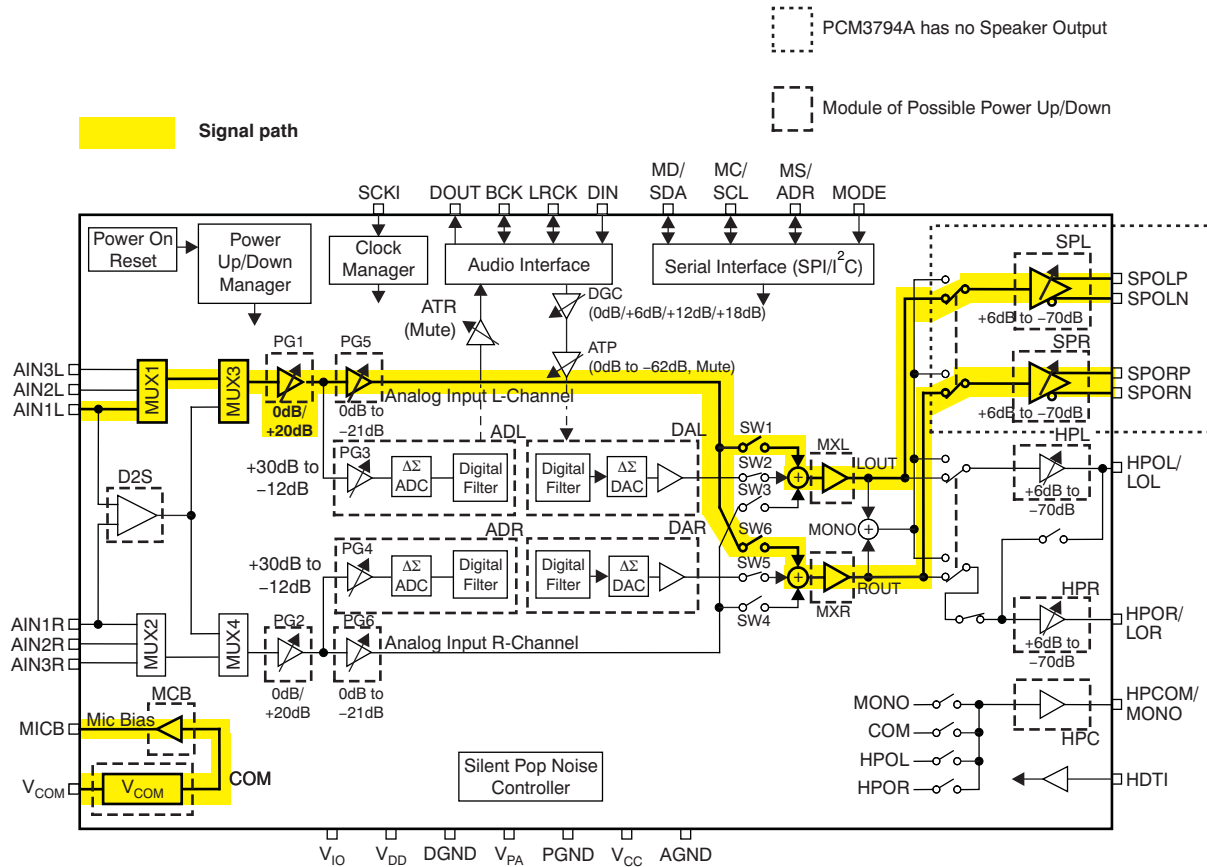 PCM3794A has no Speaker Output
Module of Possible Power Up/Down
Signal path
SCKI
DOUT
BCK
LRCK
DIN
MD/
SDA
MC/
SCL
MS/
ADR
MODE
Power On
Reset
Power
Up/Down
Manager
Clock
Manager
Audio Interface
Serial Interface (SPI/I²C)
ATR
(Mute)
DGC
(0dB/+6dB/+12dB/+18dB)
ATP
(0dB to −62dB, Mute)
SPL
+6dB to −70dB
SPOLP
SPOLN
SPR
+6dB to −70dB
SPORP
SPORN
AIN3L
AIN2L
AIN1L
MUX1
MUX3
PG1
0dB/
+20dB
PG5
0dB to
−21dB
Analog Input L-Channel
ADL
+30dB to
−12dB
PG3
ΔΣ
ADC
Digital
Filter
DAL
Digital
Filter
ΔΣ
DAC
SW1
SW2
SW3
MXL
LOUT
HPL
+6dB to
−70dB
HPOL/
LOL
D2S
ADR
+30dB to
−12dB
PG4
ΔΣ
ADC
Digital
Filter
DAR
Digital
Filter
ΔΣ
DAC
SW6
SW5
SW4
MONO
MXR
ROUT
HPR
+6dB to
−70dB
HPOR/
LOR
AIN1R
AIN2R
AIN3R
MUX2
MUX4
PG2
0dB/
+20dB
PG6
0dB to
−21dB
Analog Input R-Channel
MCB
MICB
Mic Bias
COM
VCOM
VCOM
Silent Pop Noise
Controller
MONO
COM
HPOL
HPOR
HPC
HPCOM/
MONO
HDTI
VIO
VDD
DGND
VPA
PGND
VCC
AGND